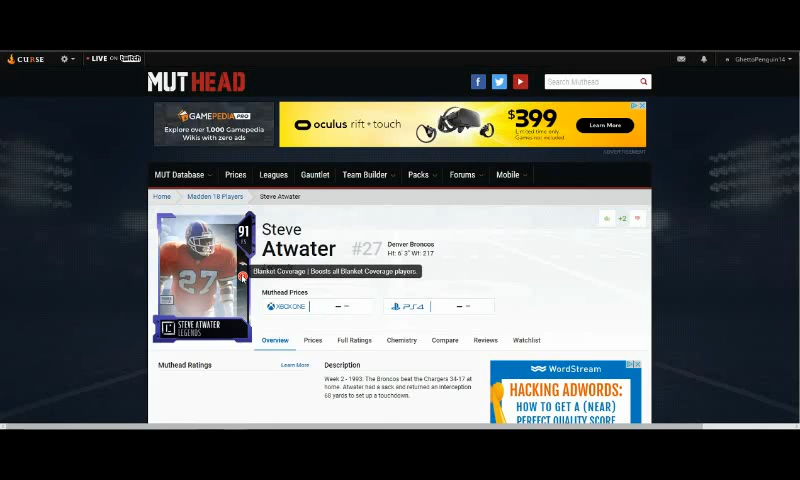 CURSE
LIVE ON twitch
GhettoPenguin14
MUTHEAD
f
Search Muthead
GAMEPEDIA PRO
Explore over 1,000 Gamepedia
Wikis with zero ads
oculus rift + touch
$399
Limited time only.
Games not included.
Learn More
ADVERTISEMENT
MUT Database
Prices
Leagues
Gauntlet
Team Builder
Packs
Forums
Mobile
Home
Madden 18 Players
Steve Atwater
91
FS
27
STEVE ATWATER
LEGENDS
Steve
Atwater
#27
Denver Broncos
Ht: 6' 3" Wt: 217
+2
Blanket Coverage | Boosts all Blanket Coverage players.
Muthead Prices
XBOX ONE
- -
PS4
- -
Overview
Prices
Full Ratings
Chemistry
Compare
Reviews
Watchlist
Muthead Ratings
Learn More
Description
Week 2 - 1993: The Broncos beat the Chargers 34-17 at
home. Atwater had a sack and returned an interception
68 yards to set up a touchdown.
WordStream
HACKING ADWORDS:
HOW TO GET A (NEAR)
PERFECT QUALITY SCORE